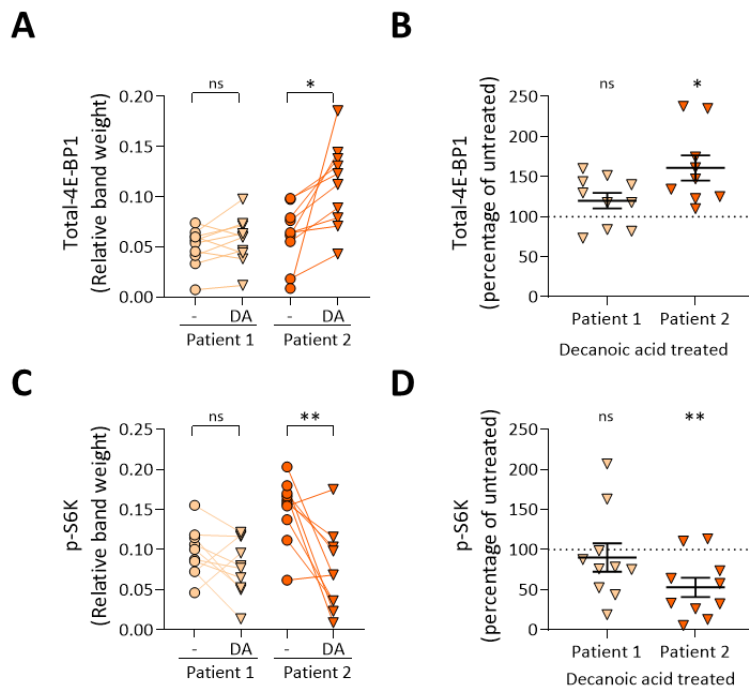 A
B
ns
*
ns
*
Total-4E-BP1
(Relative band weight)
0.20
0.15
0.10
0.05
0.00
- DA - DA
Patient 1 Patient 2
Total-4E-BP1
(percentage of untreated)
250
200
150
100
50
0
Patient 1 Patient 2
Decanoic acid treated
C
D
ns
**
ns
**
p-S6K
(Relative band weight)
0.25
0.20
0.15
0.10
0.05
0.00
- DA - DA
Patient 1 Patient 2
p-S6K
(percentage of untreated)
250
200
150
100
50
0
Patient 1 Patient 2
Decanoic acid treated